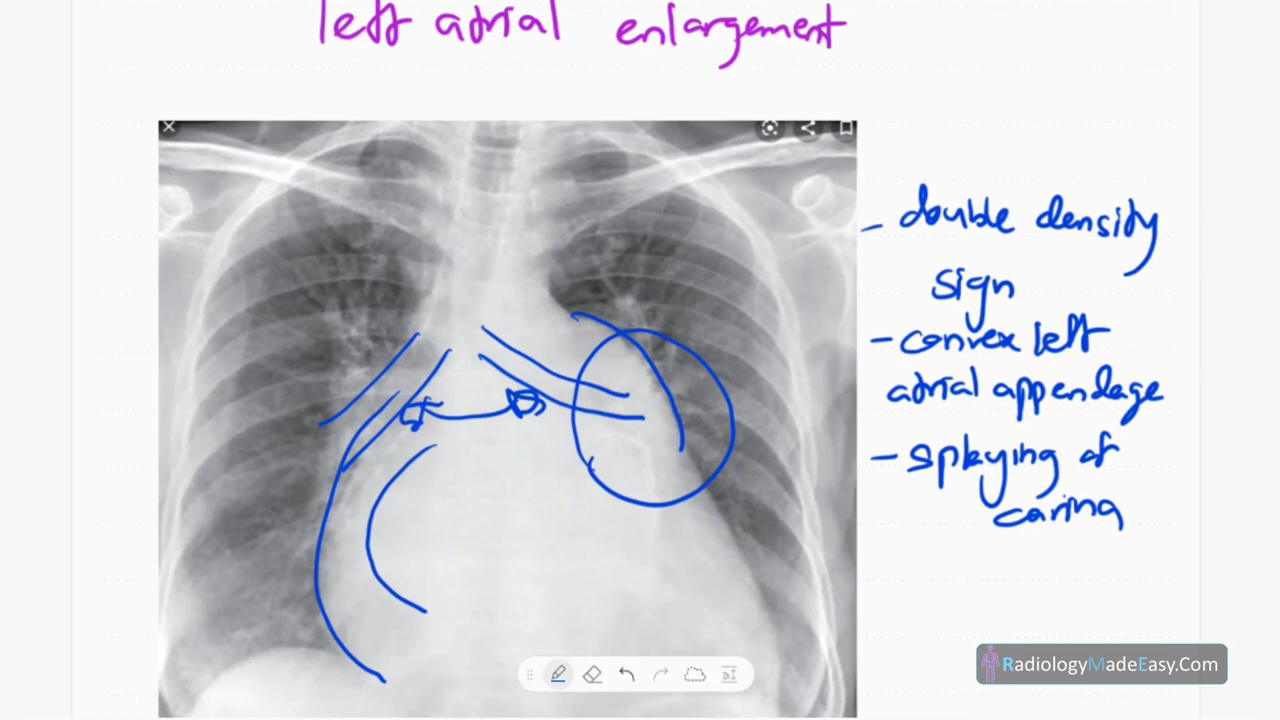 left atrial enlargement
- double density
sign
- convex left
atrial appendage
- splaying of
carina
RadiologyMadeEasy.Com